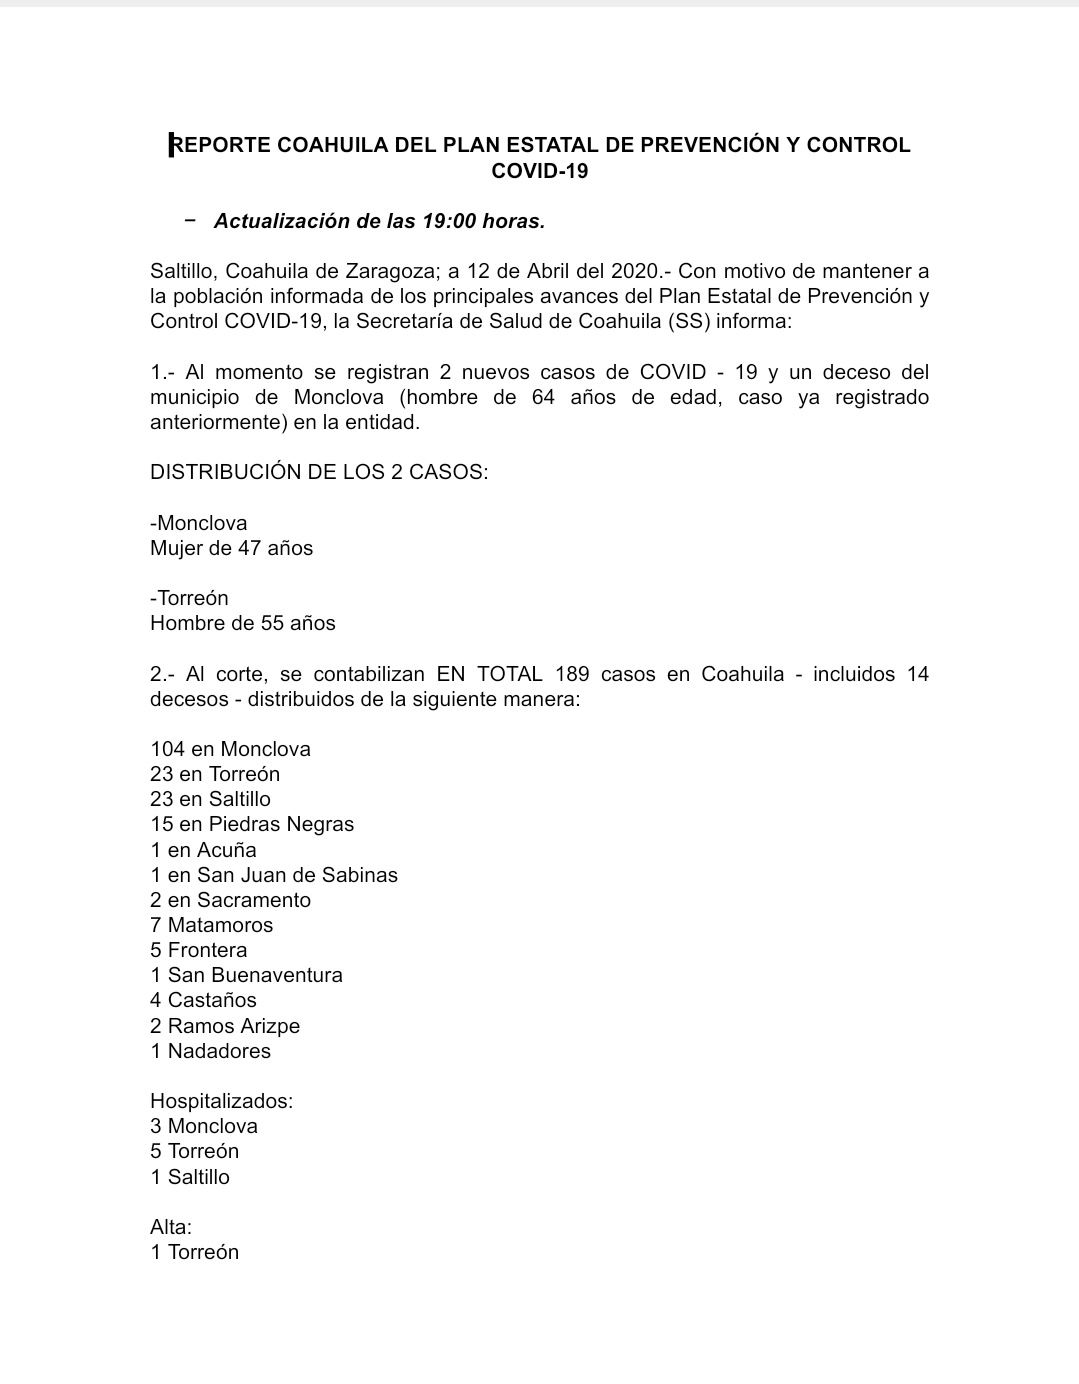 REPORTE COAHUILA DEL PLAN ESTATAL DE PREVENCIÓN Y CONTROL
COVID-19
– Actualización de las 19:00 horas.
Saltillo, Coahuila de Zaragoza; a 12 de Abril del 2020.- Con motivo de mantener a
la población informada de los principales avances del Plan Estatal de Prevención y
Control COVID-19, la Secretaría de Salud de Coahuila (SS) informa:
1.- Al momento se registran 2 nuevos casos de COVID - 19 y un deceso del
municipio de Monclova (hombre de 64 años de edad, caso ya registrado
anteriormente) en la entidad.
DISTRIBUCIÓN DE LOS 2 CASOS:
-Monclova
Mujer de 47 años
-Torreón
Hombre de 55 años
2.- Al corte, se contabilizan EN TOTAL 189 casos en Coahuila - incluidos 14
decesos - distribuidos de la siguiente manera:
104 en Monclova
23 en Torreón
23 en Saltillo
15 en Piedras Negras
1 en Acuña
1 en San Juan de Sabinas
2 en Sacramento
7 Matamoros
5 Frontera
1 San Buenaventura
4 Castaños
2 Ramos Arizpe
1 Nadadores
Hospitalizados:
3 Monclova
5 Torreón
1 Saltillo
Alta:
1 Torreón